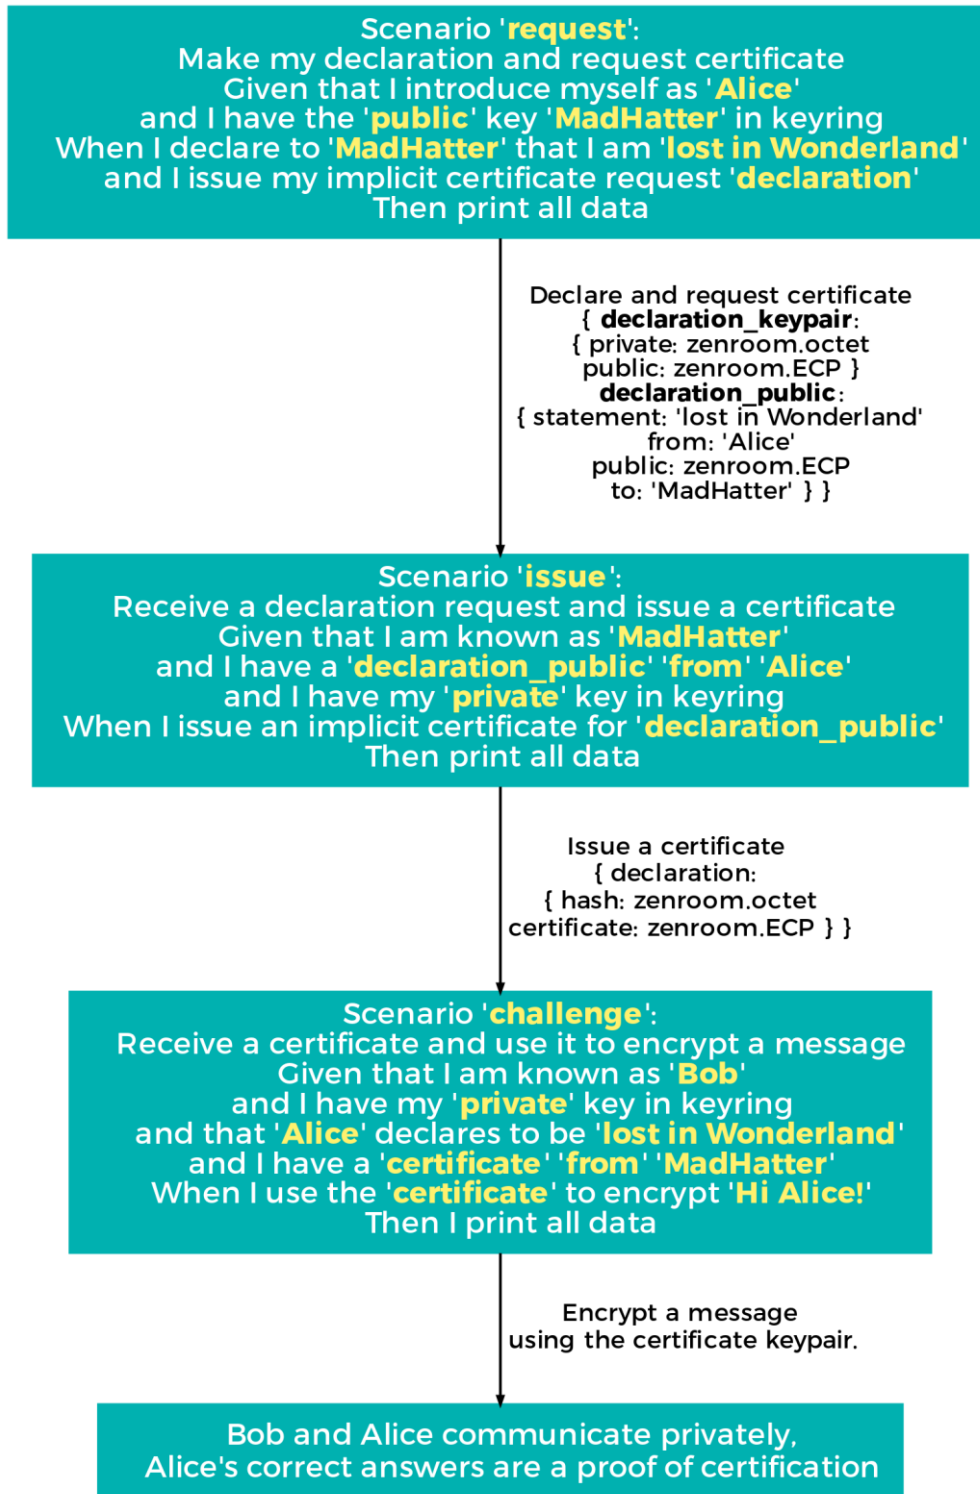 Scenario 'request':
Make my declaration and request certificate
Given that I introduce myself as 'Alice'
and I have the 'public' key 'MadHatter' in keyring
When I declare to 'MadHatter' that I am 'lost in Wonderland'
and I issue my implicit certificate request 'declaration'
Then print all data
Declare and request certificate
{ declaration_keypair:
{ private: zenroom.octet
public: zenroom.ECP }
declaration_public:
{ statement: 'lost in Wonderland'
from: 'Alice'
public: zenroom.ECP
to: 'MadHatter' } }
Scenario 'issue':
Receive a declaration request and issue a certificate
Given that I am known as 'MadHatter'
and I have a 'declaration_public' 'from' 'Alice'
and I have my 'private' key in keyring
When I issue an implicit certificate for 'declaration_public'
Then print all data
Issue a certificate
{ declaration:
{ hash: zenroom.octet
certificate: zenroom.ECP } }
Scenario 'challenge':
Receive a certificate and use it to encrypt a message
Given that I am known as 'Bob'
and I have my 'private' key in keyring
and that 'Alice' declares to be 'lost in Wonderland'
and I have a 'certificate' 'from' 'MadHatter'
When I use the 'certificate' to encrypt 'Hi Alice!'
Then I print all data
Encrypt a message
using the certificate keypair.
Bob and Alice communicate privately,
Alice's correct answers are a proof of certification